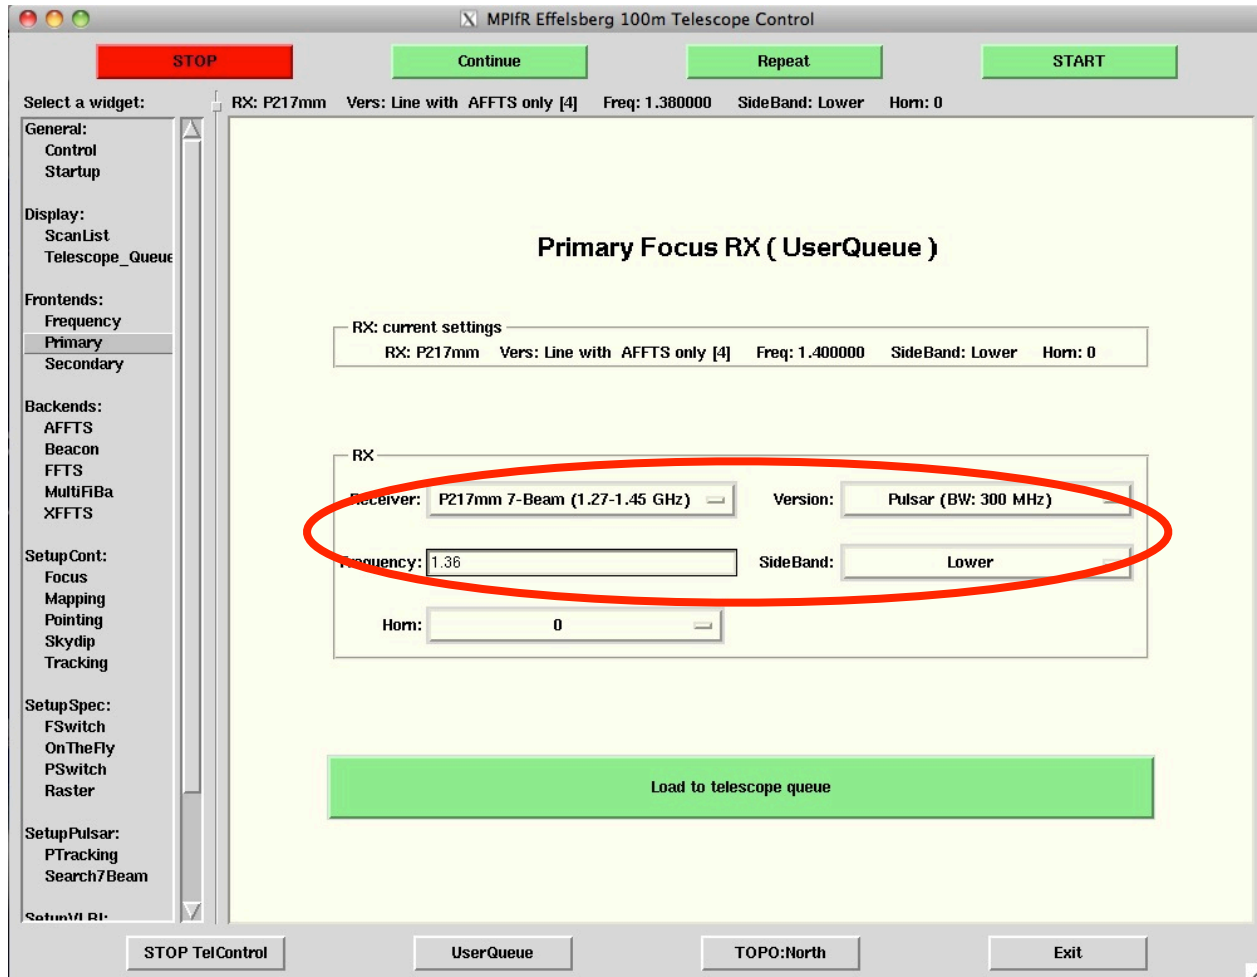 MPIfR Effelsberg 100m Telescope Control
STOP Continue Repeat START
Select a widget: RX: P217mm Vers: Line with AFFTS only [4] Freq: 1.380000 SideBand: Lower Horn: 0
General:
Control
Startup
Display:
ScanList
Telescope_Queue
Frontends:
Frequency
Primary
Secondary
Backends:
AFFTS
Beacon
FFTS
MultiFiBa
XFFTS
SetupCont:
Focus
Mapping
Pointing
Skydip
Tracking
SetupSpec:
FSwitch
OnTheFly
PSwitch
Raster
SetupPulsar:
PTracking
Search7Beam
SetupVLBI:
Primary Focus RX ( UserQueue )
RX: current settings
RX: P217mm Vers: Line with AFFTS only [4] Freq: 1.400000 SideBand: Lower Horn: 0
RX
Receiver: P217mm 7-Beam (1.27-1.45 GHz) Version: Pulsar (BW: 300 MHz)
Frequency: 1.36 SideBand: Lower
Horn: 0
Load to telescope queue
STOP TelControl UserQueue TOPO:North Exit